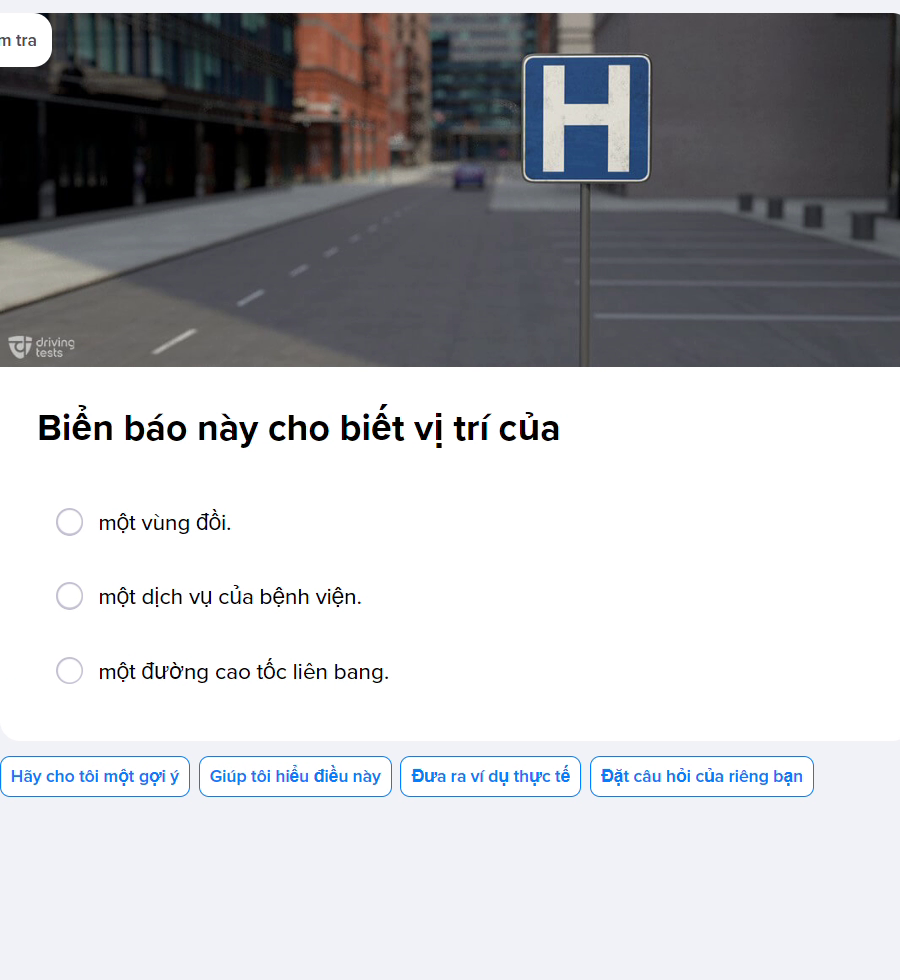 m tra
H
driving
tests
Biển báo này cho biết vị trí của
một vùng đồi.
một dịch vụ của bệnh viện.
một đường cao tốc liên bang.
Hãy cho tôi một gợi ý
Giúp tôi hiểu điều này
Đưa ra ví dụ thực tế
Đặt câu hỏi của riêng bạn